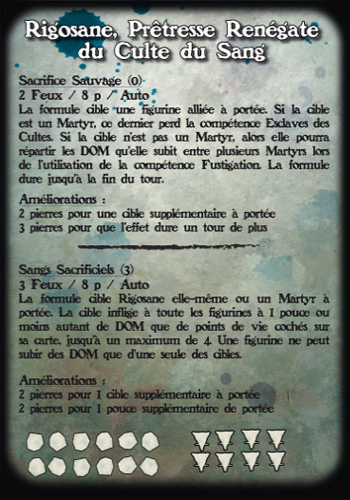 Rigosane, Prêtresse Renégate
du Culte du Sang
Sacrifice Sauvage (0)
2 Feux / 8 p / Auto
La formule cible une figurine alliée à portée. Si la cible
est un Martyr, ce dernier perd la compétence Esclaves des
Cultes. Si la cible n'est pas un Martyr, alors elle pourra
répartir les DOM qu'elle subit entre plusieurs Martyrs lors
de l'utilisation de la compétence Fustigation. La formule
dure jusqu'à la fin du tour.
Améliorations :
2 pierres pour une cible supplémentaire à portée
3 pierres pour que l'effet dure un tour de plus
Sangs Sacrificiels (3)
3 Feux / 8 p / Auto
La formule cible Rigosane elle-même ou un Martyr à
portée. La cible inflige à toute les figurines à 1 pouce ou
moins autant de DOM que de points de vie cochés sur
sa carte, jusqu'à un maximum de 4. Une figurine ne peut
subir des DOM que d'une seule des cibles.
Améliorations :
2 pierres pour 1 cible supplémentaire à portée
2 pierres pour 1 pouce supplémentaire de portée